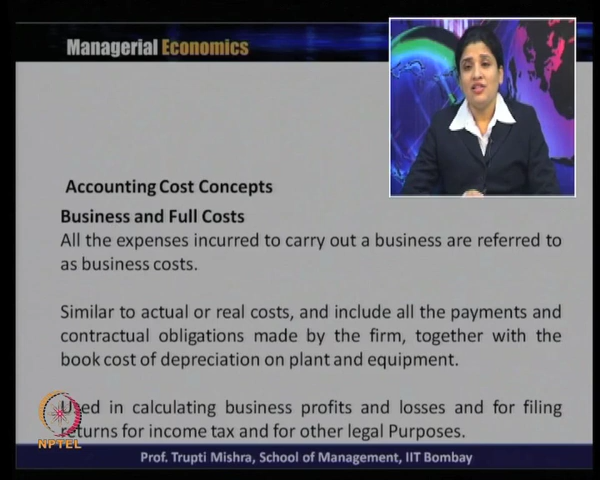 Managerial Economics
Accounting Cost Concepts
Business and Full Costs
All the expenses incurred to carry out a business are referred to
as business costs.
Similar to actual or real costs, and include all the payments and
contractual obligations made by the firm, together with the
book cost of depreciation on plant and equipment.
Used in calculating business profits and losses and for filing
returns for income tax and for other legal Purposes.
NPTEL
Prof. Trupti Mishra, School of Management, IIT Bombay